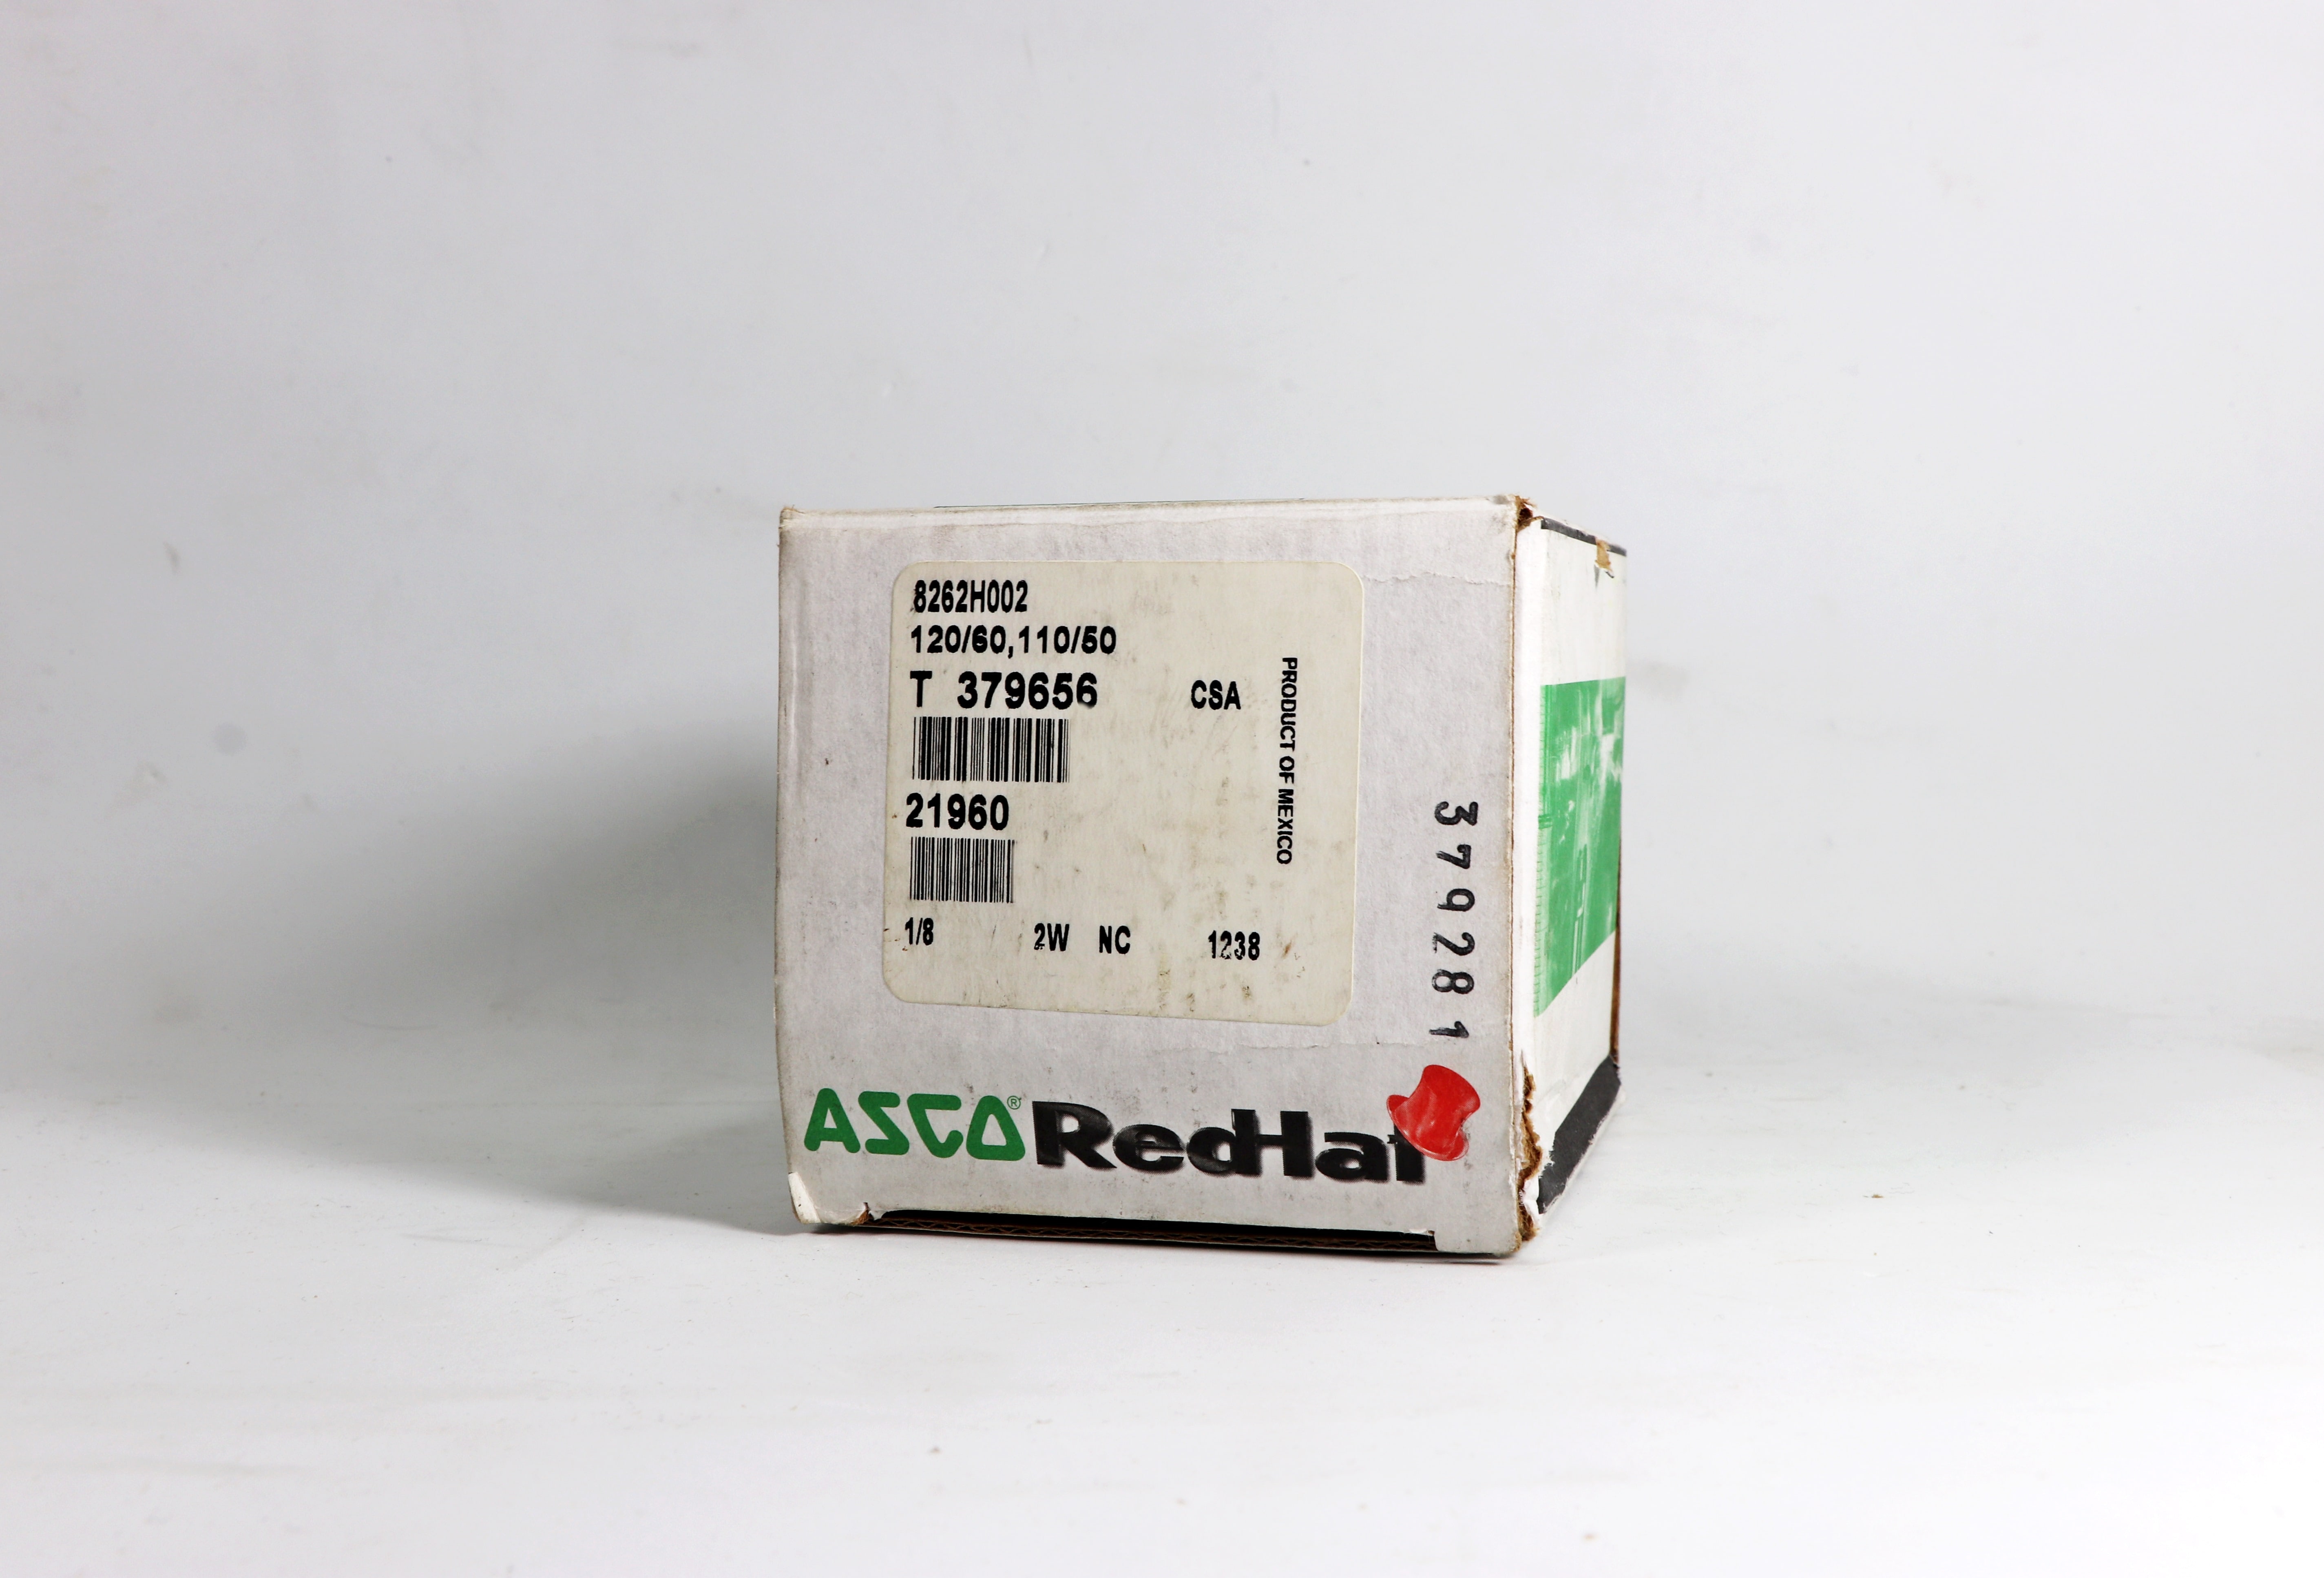 8262H002
120/60,110/50
T 379656 CSA
21960
1/8 2W NC 1238
PRODUCT OF MEXICO
379281
ASCO® RedHat